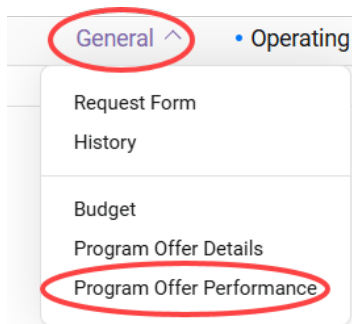 General • Operating
Request Form
History
Budget
Program Offer Details
Program Offer Performance